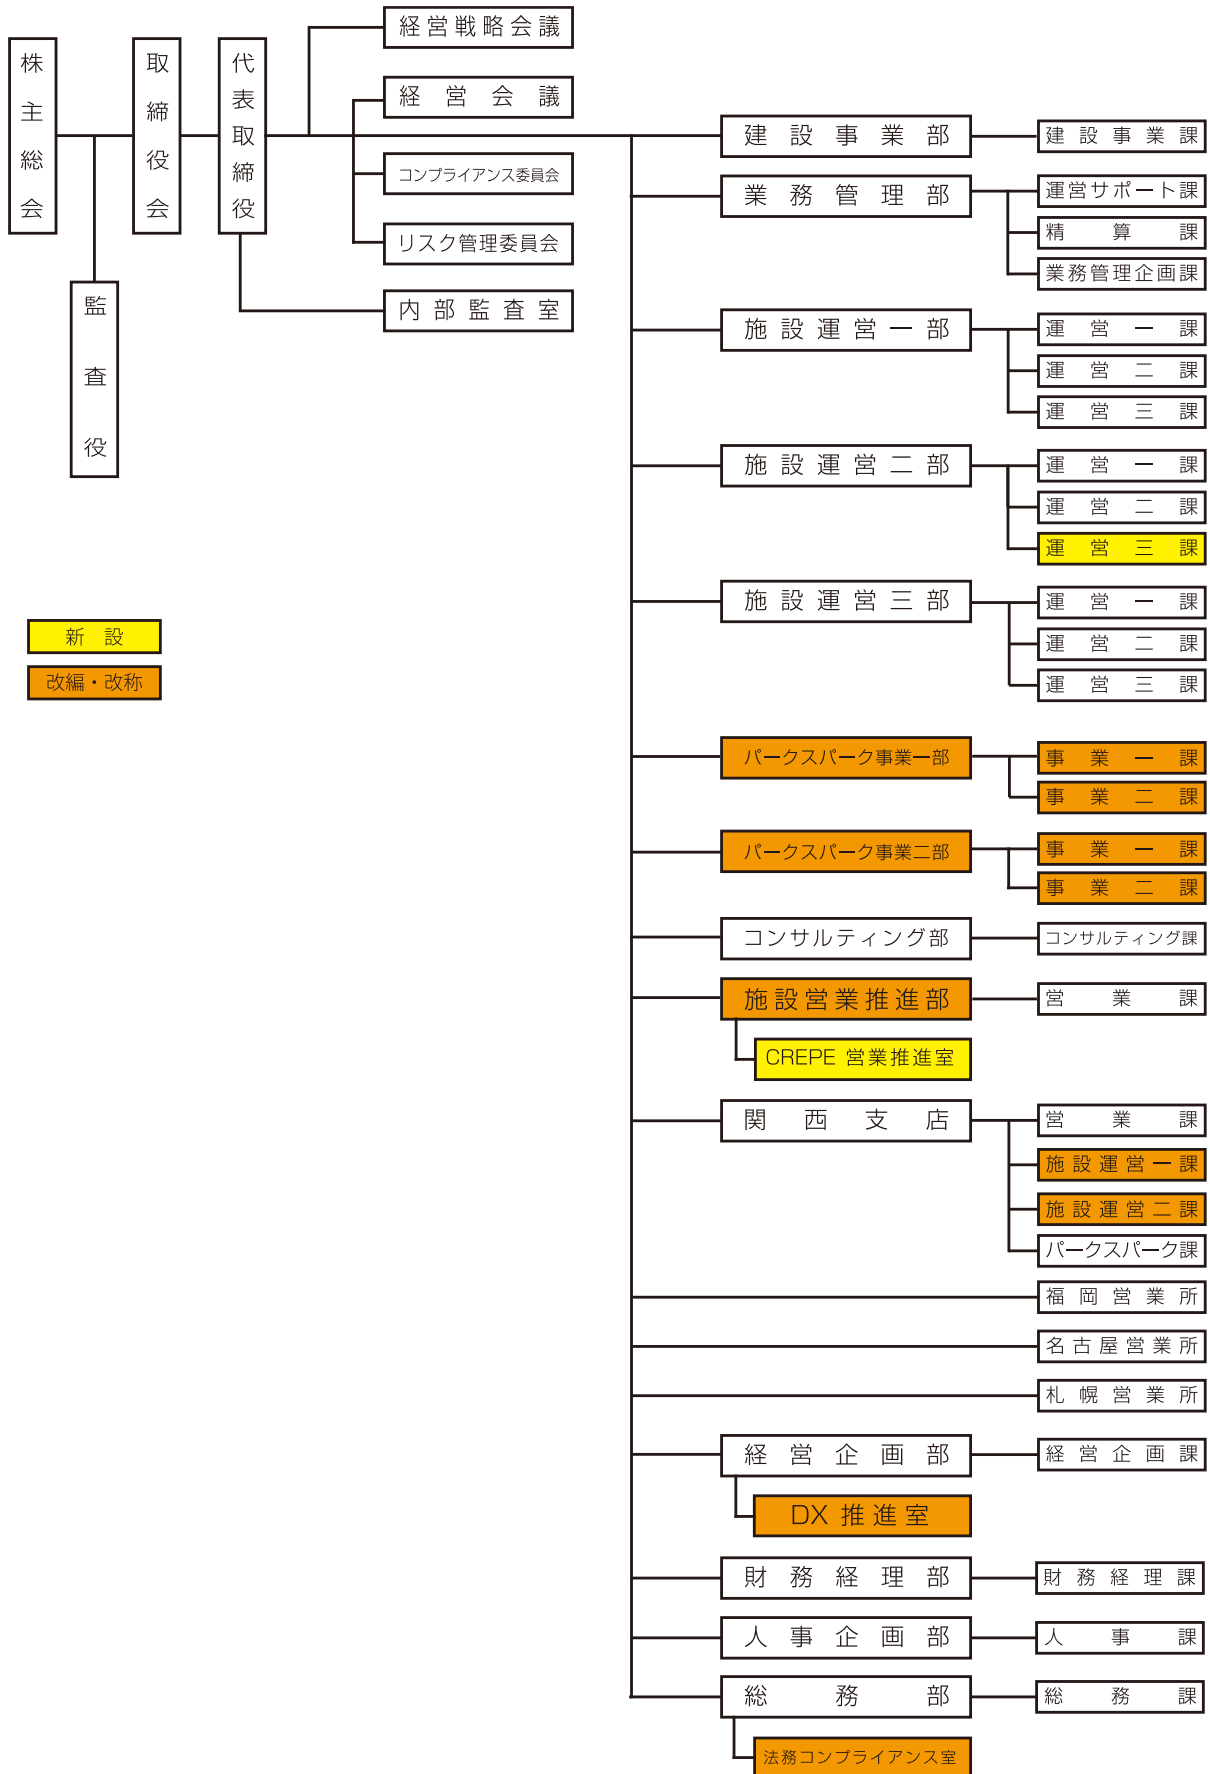 株主総会
取締役会
代表取締役
監査役
経営戦略会議
経営会議
コンプライアンス委員会
リスク管理委員会
内部監査室
新設
改編・改称
建設事業部
建設事業課
業務管理部
運営サポート課
精算課
業務管理企画課
施設運営一部
運営一課
運営二課
運営三課
施設運営二部
運営一課
運営二課
運営三課
施設運営三部
運営一課
運営二課
運営三課
パークスパーク事業一部
事業一課
事業二課
パークスパーク事業二部
事業一課
事業二課
コンサルティング部
コンサルティング課
施設営業推進部
営業課
CREPE 営業推進室
関西支店
営業課
施設運営一課
施設運営二課
パークスパーク課
福岡営業所
名古屋営業所
札幌営業所
経営企画部
経営企画課
DX 推進室
財務経理部
財務経理課
人事企画部
人事課
総務部
総務課
法務コンプライアンス室